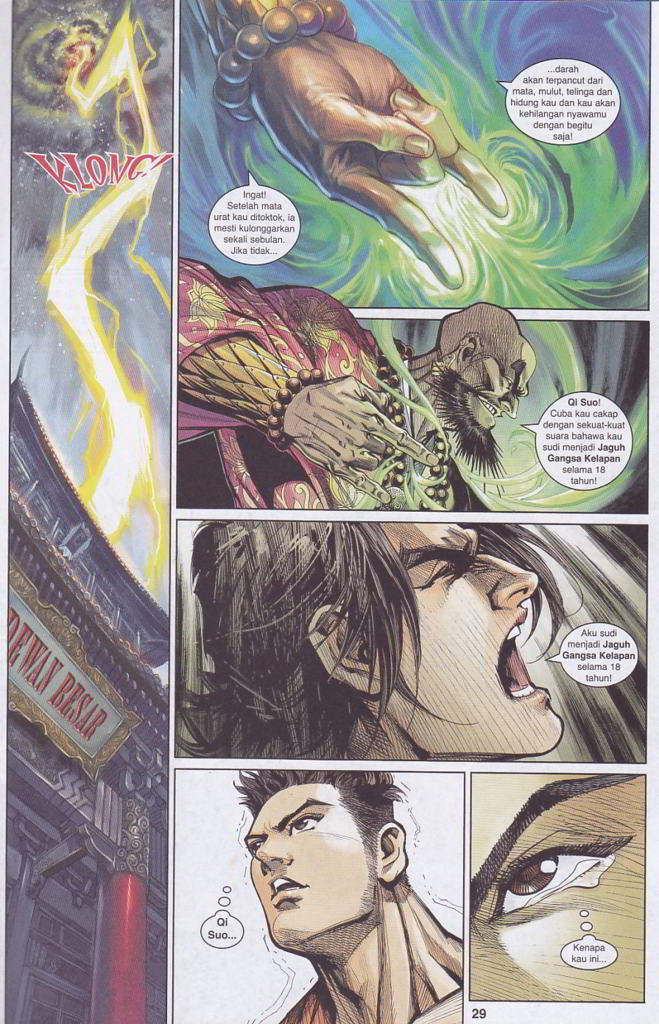 KLONG!
DEWAN BESAR
...darah
akan terpancut dari
mata, mulut, telinga dan
hidung kau dan kau akan
kehilangan nyawamu
dengan begitu
saja!
Ingat!
Setelah mata
urat kau ditoktok, ia
mesti kulonggarkan
sekali sebulan.
Jika tidak...
Qi Suo!
Cuba kau cakap
dengan sekuat-kuat
suara bahawa kau
sudi menjadi Jaguh
Gangsa Kelapan
selama 18
tahun!
Aku sudi
menjadi Jaguh
Gangsa Kelapan
selama 18
tahun!
Qi
Suo...
Kenapa
kau ini...
29